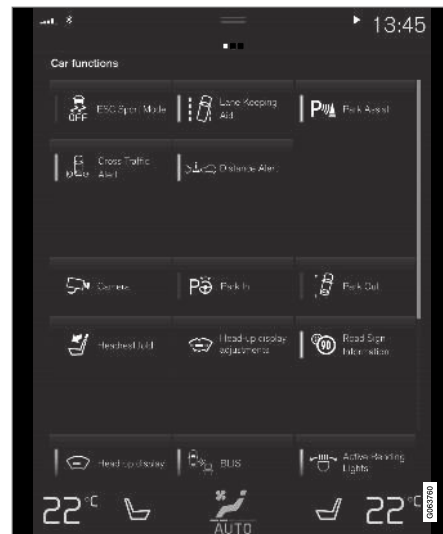 13:45
Car functions
OFF
ESC Sport Mode
Lane Keeping
Aid
P
Park Assist
Cross Traffic
Alert
Distance Alert
Camera
P
Park In
Park Out
Headrest fold
Head-up display
adjustments
90
Road Sign
Information
Head-up display
BLIS
Active Bending
Lights
22°C
AUTO
22°C
G063760